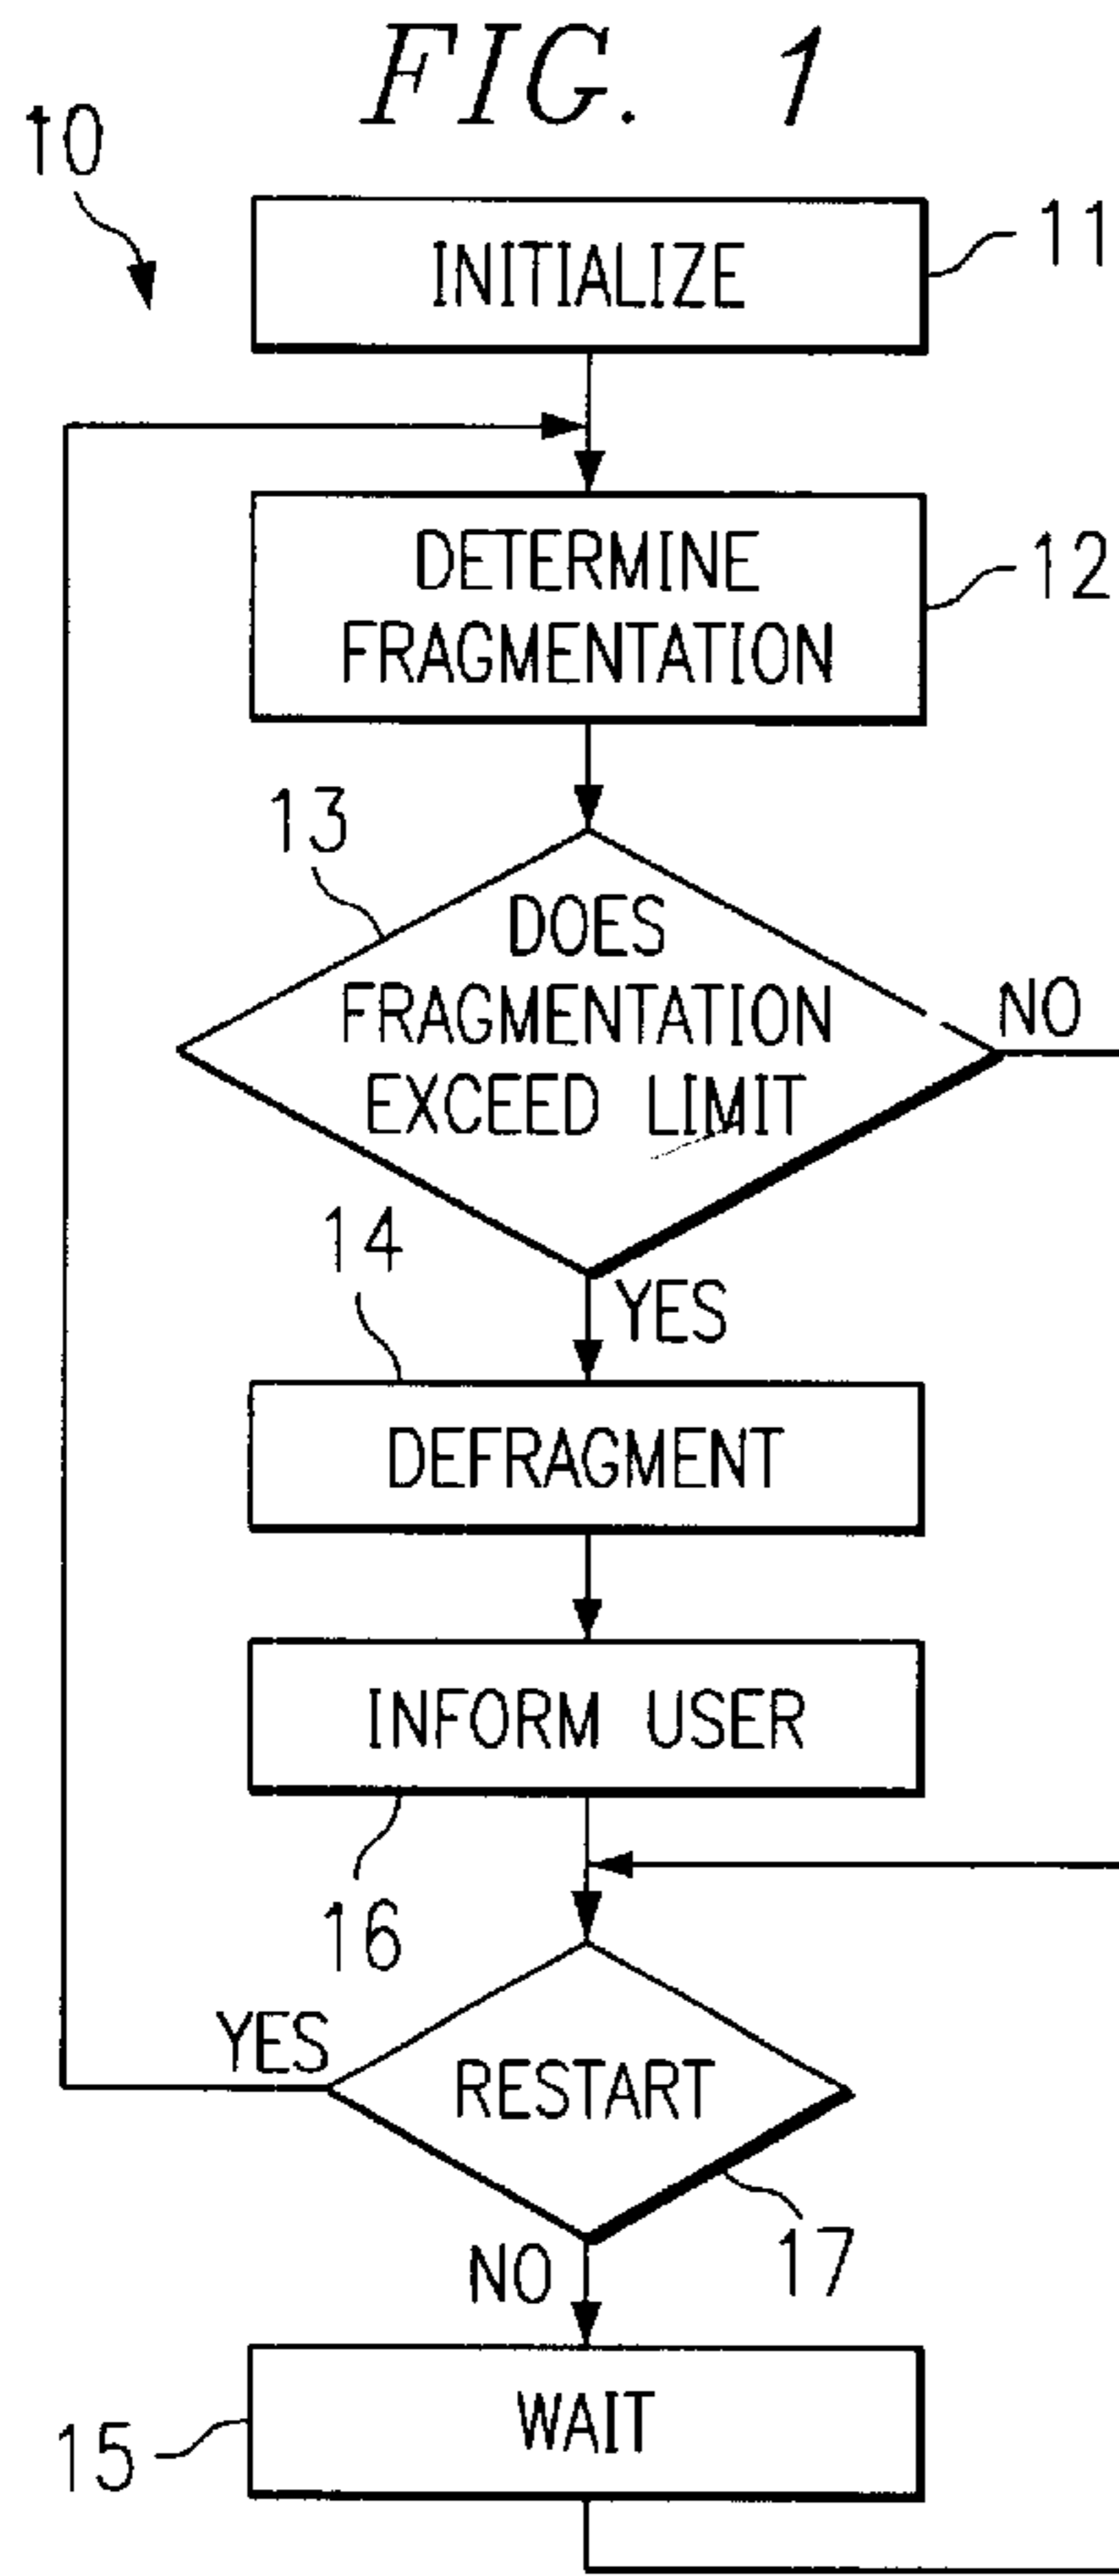 FIG. 1
10
INITIALIZE
11
DETERMINE
FRAGMENTATION
12
13
DOES
FRAGMENTATION
EXCEED LIMIT
NO
YES
14
DEFRAGMENT
INFORM USER
16
YES
RESTART
17
NO
WAIT
15